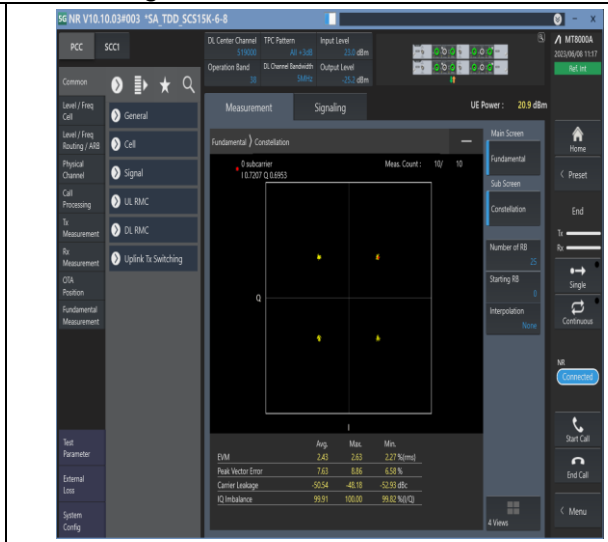 5G NR V10.10.03#003 *SA_TDD_SCS15K-6-8
PCC SCC1
DL Center Channel TPC Pattern Input Level
519000 All +3dB 23.0 dBm
Operation Band DL Channel Bandwidth Output Level
38 5MHz -25.2 dBm
MT8000A
2023/06/08 11:17
Ref. Int
Common
Level / Freq
Cell
Level / Freq
Routing / ARB
Physical
Channel
Call
Processing
Tx
Measurement
Rx
Measurement
OTA
Position
Fundamental
Measurement
Test
Parameter
External
Loss
System
Config
General
Cell
Signal
UL RMC
DL RMC
Uplink Tx Switching
Measurement Signaling UE Power : 20.9 dBm
Fundamental Constellation
0 subcarrier Meas. Count : 10/ 10
I 0.7207 Q 0.6953
Q
I
Avg. Max. Min.
EVM 2.43 2.63 2.27 %(rms)
Peak Vector Error 7.63 8.86 6.58 %
Carrier Leakage -50.54 -48.18 -52.93 dBc
IQ Imbalance 99.91 100.00 99.82 %(I/Q)
Main Screen
Fundamental
Sub Screen
Constellation
Number of RB
25
Starting RB
0
Interpolation
None
4 Views
Home
Preset
End
Tx
Rx
Single
Continuous
NR
Connected
Start Call
End Call
Menu